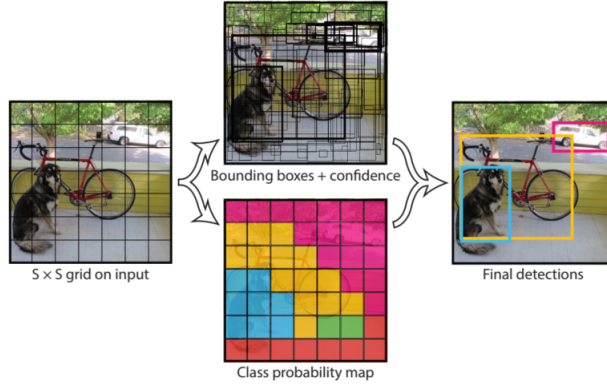 Bounding boxes + confidence
S × S grid on input
Final detections
Class probability map